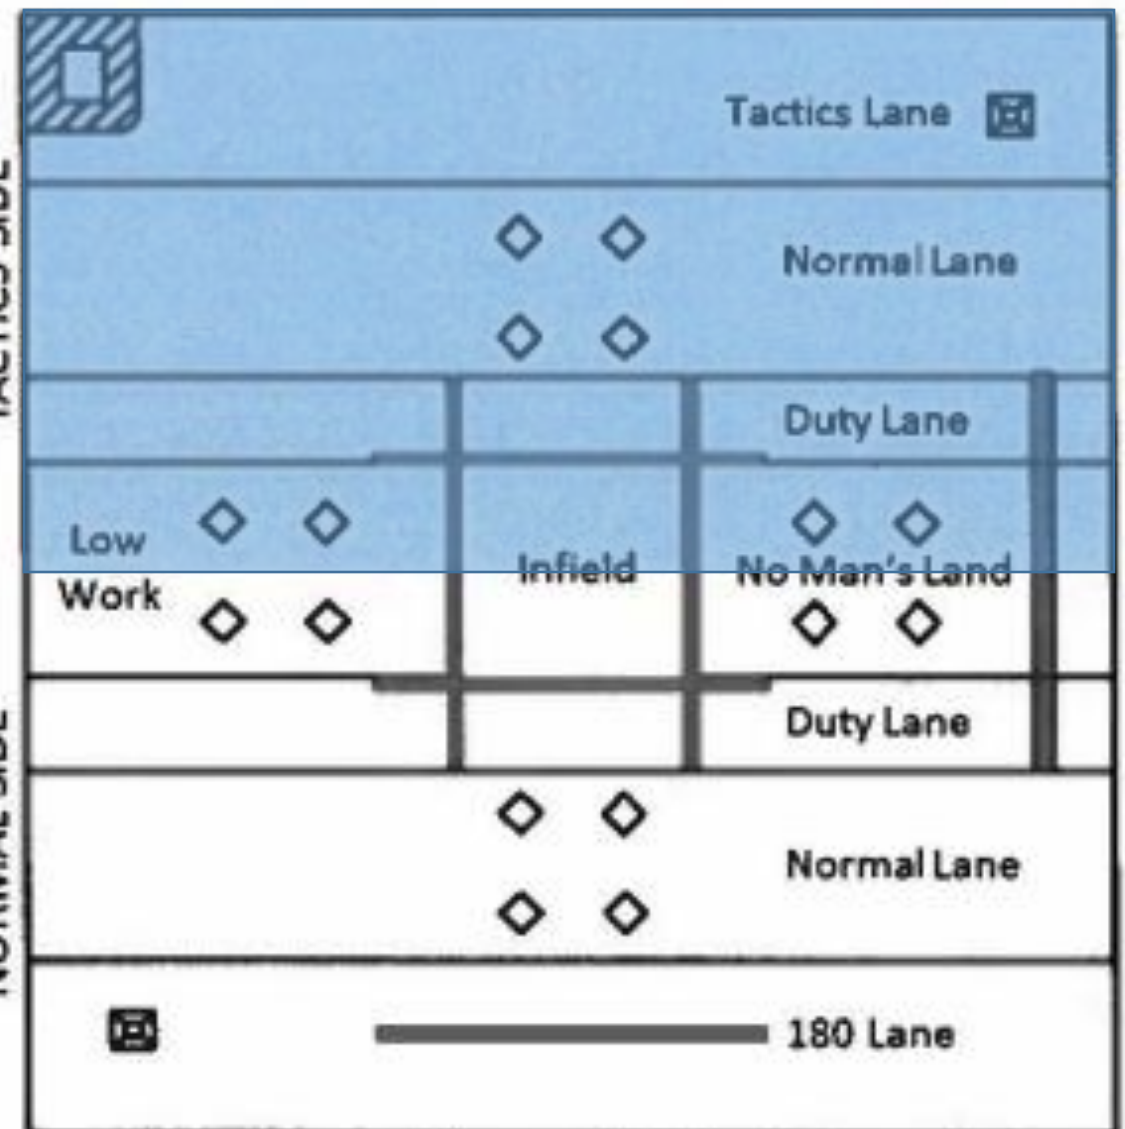 Tactics Lane
Normal Lane
Duty Lane
Low
Work
Infield
No Man's Land
Duty Lane
Normal Lane
180 Lane